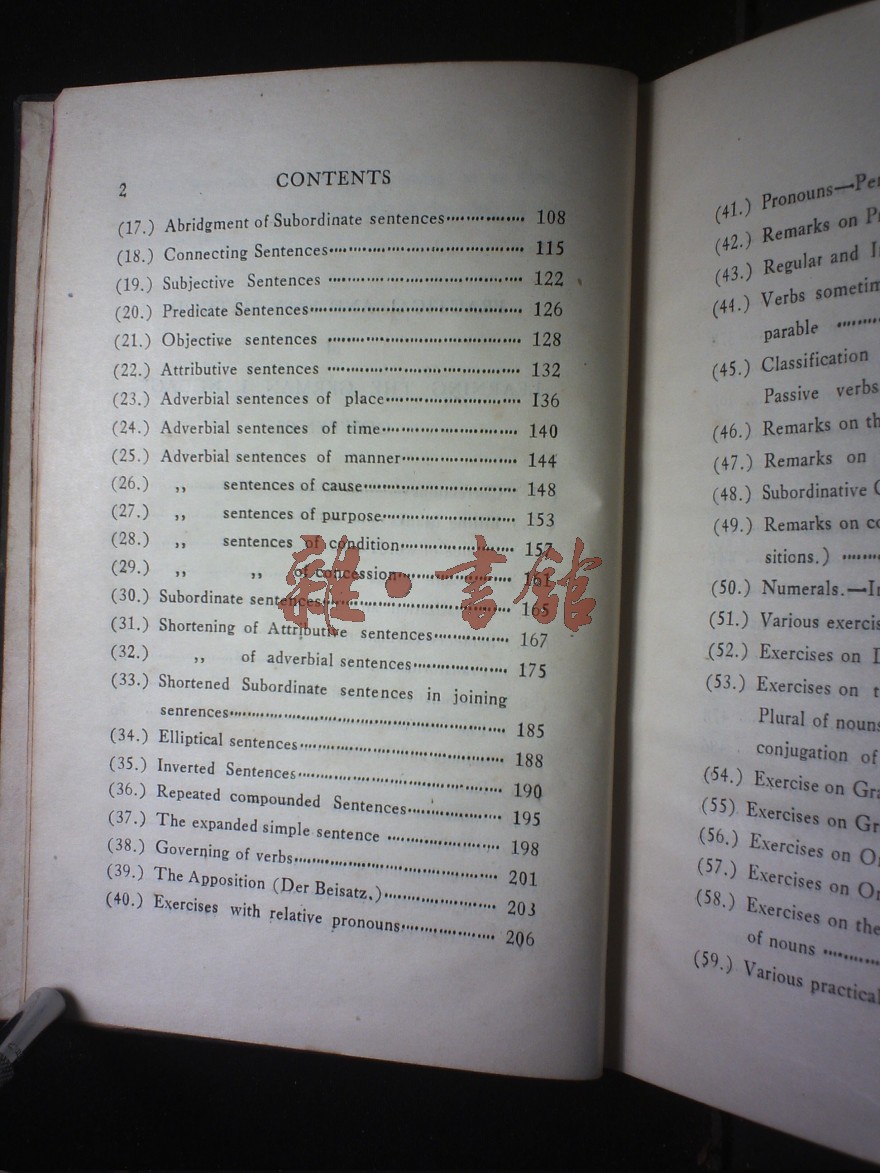 2 CONTENTS
(17.) Abridgment of Subordinate sentences 108
(18.) Connecting Sentences 115
(19.) Subjective Sentences 122
(20.) Predicate Sentences 126
(21.) Objective sentences 128
(22.) Attributive sentences 132
(23.) Adverbial sentences of place 136
(24.) Adverbial sentences of time 140
(25.) Adverbial sentences of manner 144
(26.) ,, sentences of cause 148
(27.) ,, sentences of purpose 153
(28.) ,, sentences of condition 157
(29.) ,, ,, of concession 161
(30.) Subordinate sentences 165
(31.) Shortening of Attributive sentences 167
(32.) ,, of adverbial sentences 175
(33.) Shortened Subordinate sentences in joining
senrences 185
(34.) Elliptical sentences 188
(35.) Inverted Sentences 190
(36.) Repeated compounded Sentences 195
(37.) The expanded simple sentence 198
(38.) Governing of verbs 201
(39.) The Apposition (Der Beisatz.) 203
(40.) Exercises with relative pronouns 206
雜·書館
(41.) Pronouns—
(42.) Remarks on
(43.) Regular and
(44.) Verbs
parable
(45.) Classification
Passive verbs
(46.) Remarks on
(47.) Remarks on
(48.) Subordinative
(49.) Remarks on
sitions.)
(50.) Numerals.—
(51.) Various
(52.) Exercises on
(53.) Exercises on
Plural of
conjugation of
(54.) Exercise on
(55) Exercises on
(56.) Exercises on
(57.) Exercises on
(58.) Exercises on the
of nouns
(59.) Various practical